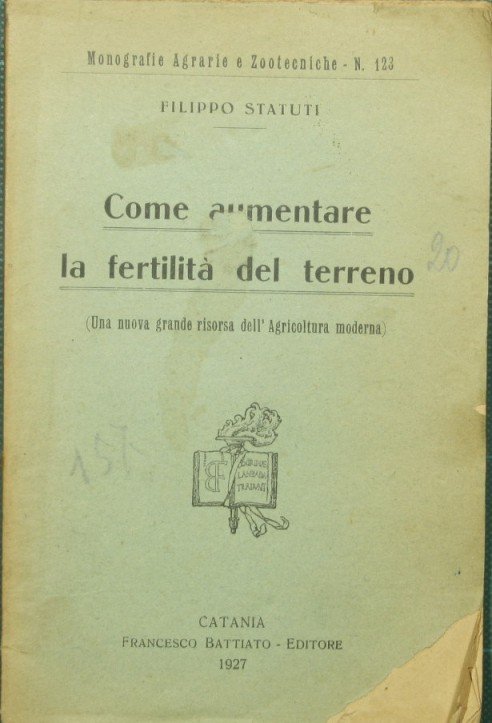 Monografie Agrarie e Zootecniche - N. 123
FILIPPO STATUTI
Come aumentare
la fertilità del terreno
20
(Una nuova grande risorsa dell' Agricoltura moderna)
BF
CATANIA
FRANCESCO BATTIATO - EDITORE
1927